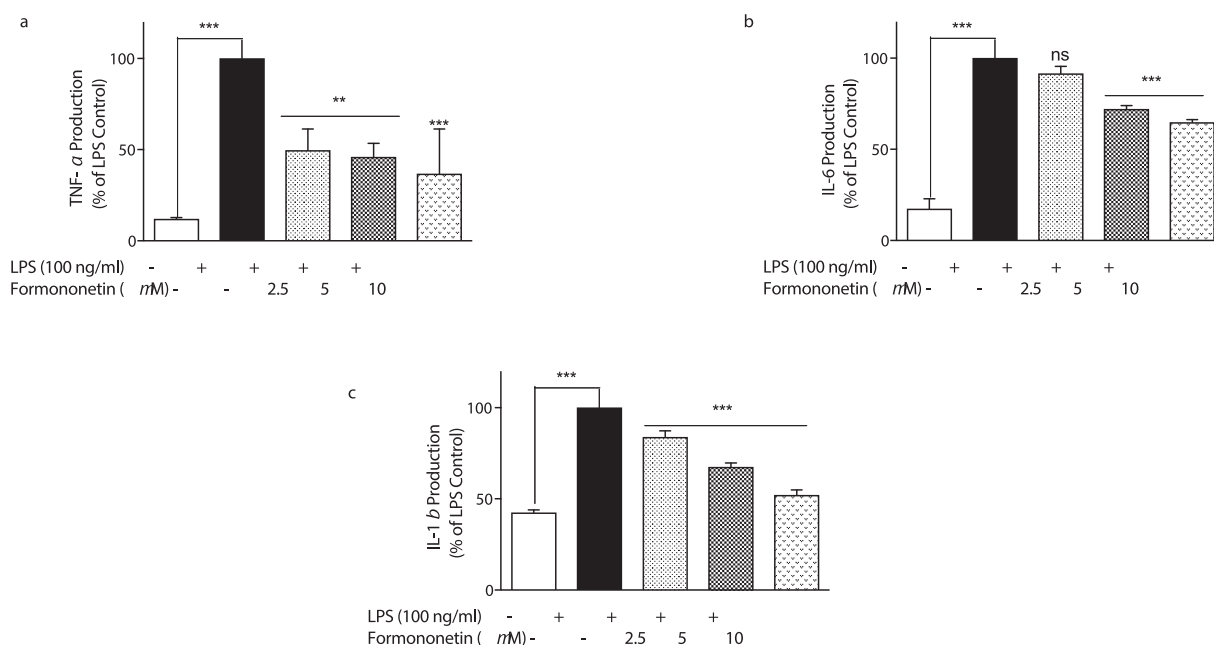 a
***
100
**
***
50
0
TNF- a Production
(% of LPS Control)
LPS (100 ng/ml) - + + + +
Formononetin ( mM) - - 2.5 5 10
b
***
100
ns
***
50
0
IL-6 Production
(% of LPS Control)
LPS (100 ng/ml) - + + + +
Formononetin ( mM) - - 2.5 5 10
c
***
***
100
50
0
IL-1 b Production
(% of LPS Control)
LPS (100 ng/ml) - + + + +
Formononetin ( mM) - - 2.5 5 10